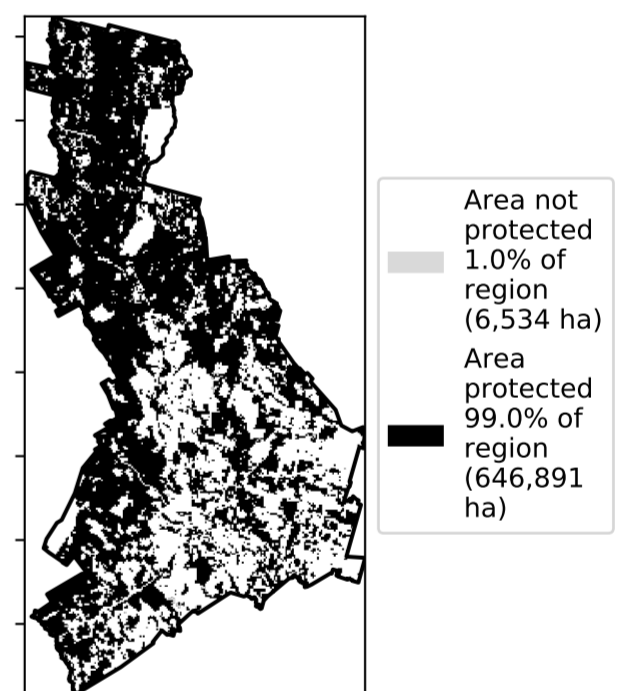 Area not
protected
1.0% of
region
(6,534 ha)
Area
protected
99.0% of
region
(646,891
ha)